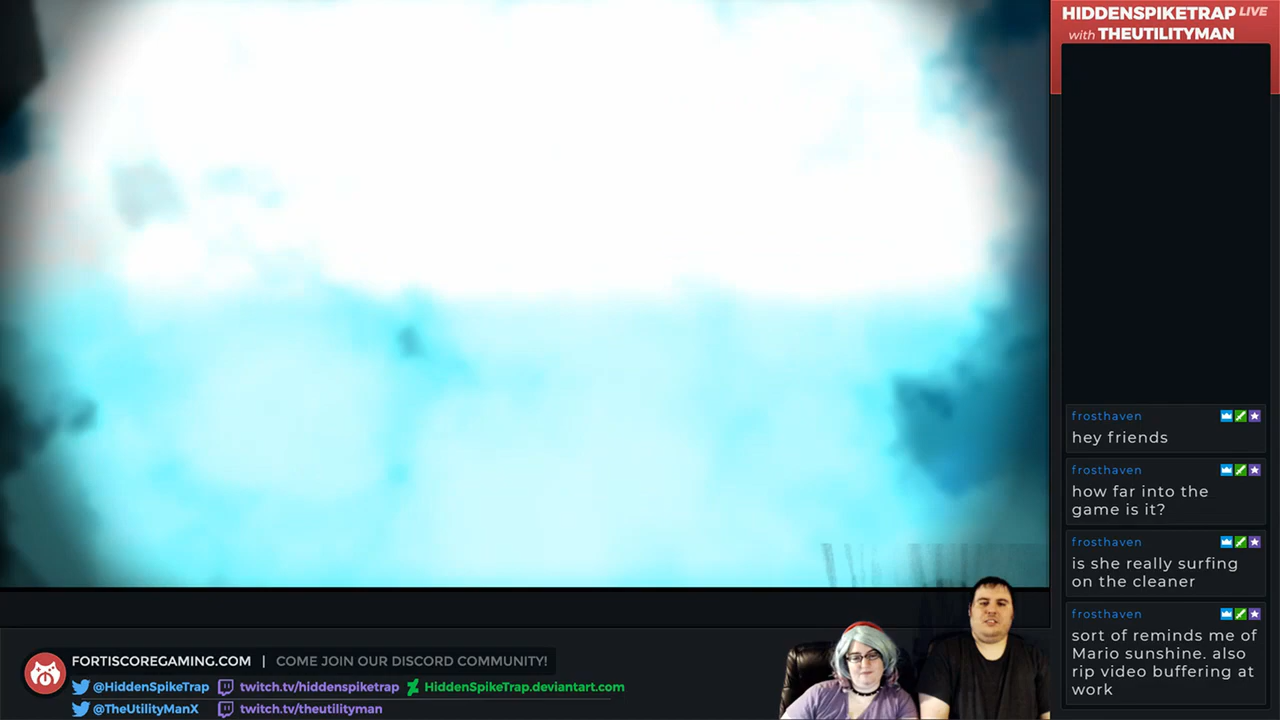 HIDDENSPIKETRAP LIVE
with THEUTILITYMAN
frosthaven
hey friends
frosthaven
how far into the
game is it?
frosthaven
is she really surfing
on the cleaner
frosthaven
sort of reminds me of
Mario sunshine. also
rip video buffering at
work
FORTISCOREGAMING.COM | COME JOIN OUR DISCORD COMMUNITY!
@HiddenSpikeTrap twitch.tv/hiddenspiketrap HiddenSpikeTrap.deviantart.com
@TheUtilityManX twitch.tv/theutilityman